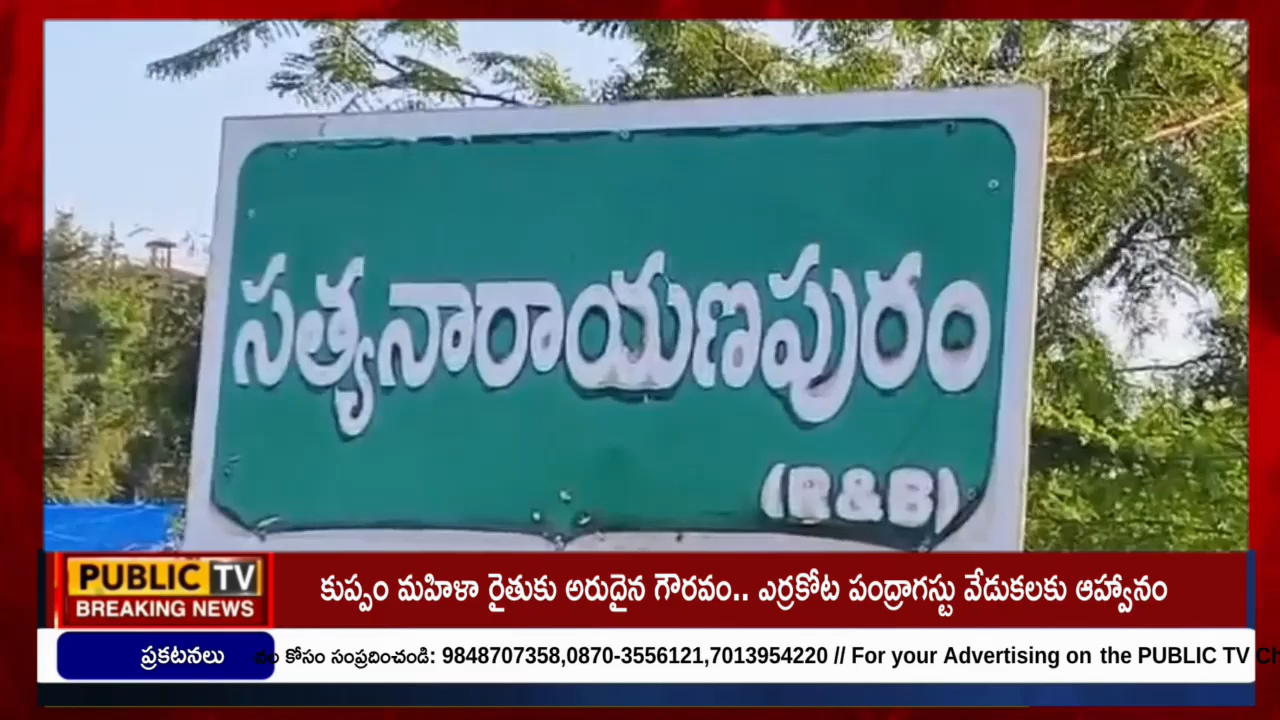 సత్యనారాయణపురం
(R&B)
PUBLIC TV
BREAKING NEWS
కుప్పం మహిళా రైతుకు అరుదైన గౌరవం.. ఎర్రకోట పంద్రాగస్టు వేడుకలకు ఆహ్వానం
ప్రకటనలు
కోసం సంప్రదించండి: 9848707358,0870-3556121,7013954220 // For your Advertising on the PUBLIC TV